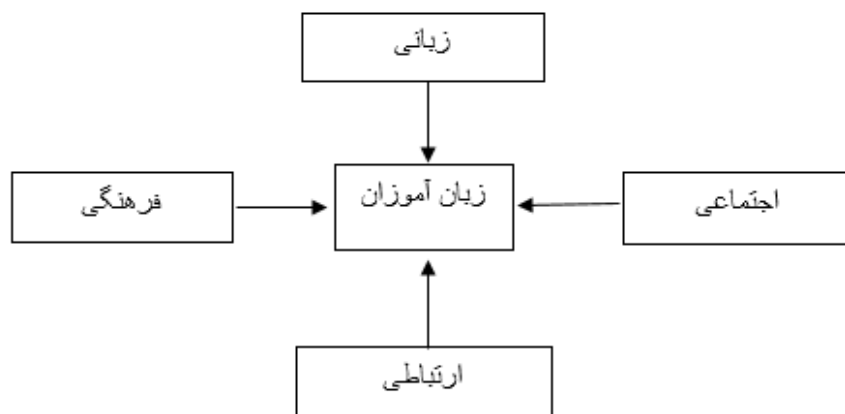 زبانی
اجتماعی
زبان آموزان
فرهنگی
ارتباطی